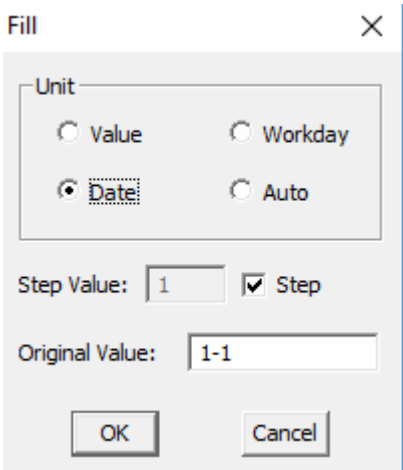 Fill
Unit
Value Workday
Date Auto
Step Value: 1 Step
Original Value: 1-1
OK Cancel